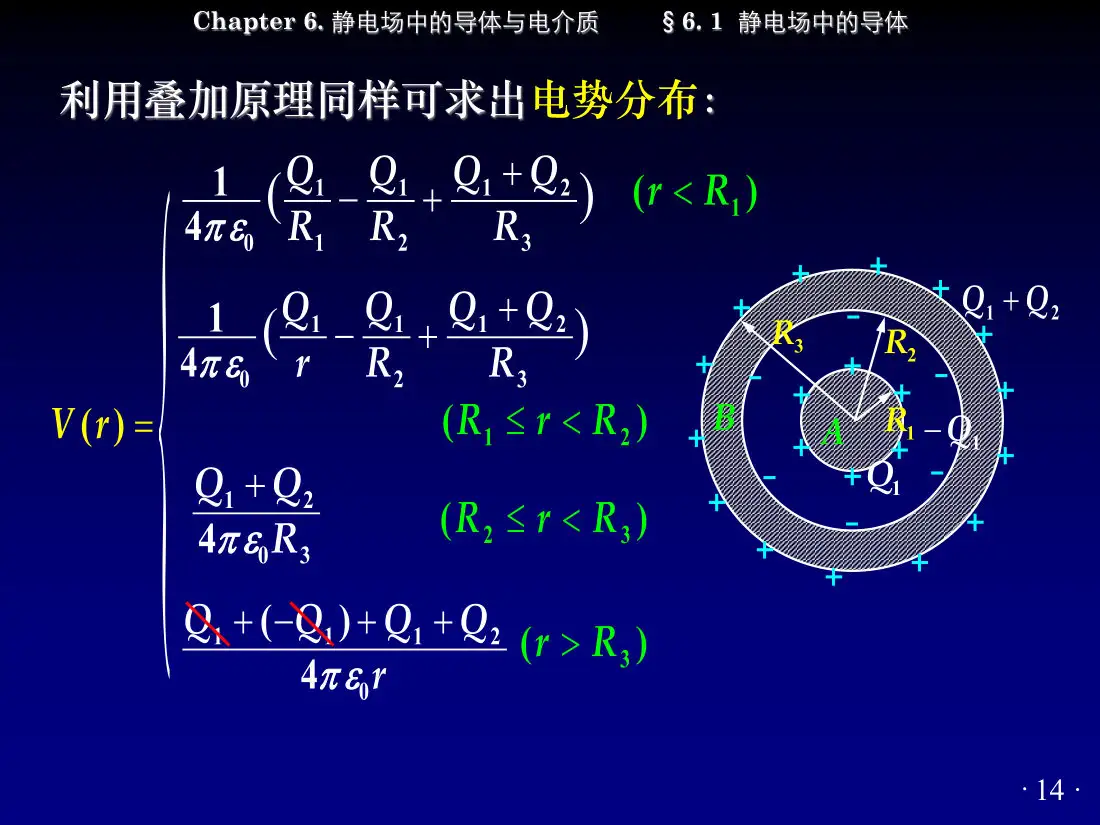 Chapter 6. 静电场中的导体与电介质 §6. 1 静电场中的导体
利用叠加原理同样可求出电势分布:
V(r) =
1/(4πε₀) (Q₁/R₁ − Q₁/R₂ + (Q₁+Q₂)/R₃) (r < R₁)
1/(4πε₀) (Q₁/r − Q₁/R₂ + (Q₁+Q₂)/R₃)
(R₁ ≤ r < R₂)
(Q₁+Q₂)/(4πε₀R₃) (R₂ ≤ r < R₃)
(Q₁+(−Q₁)+Q₁+Q₂)/(4πε₀r) (r > R₃)
Q₁+Q₂
R₃
R₂
B
A
R₁
−Q₁
Q₁
·14·